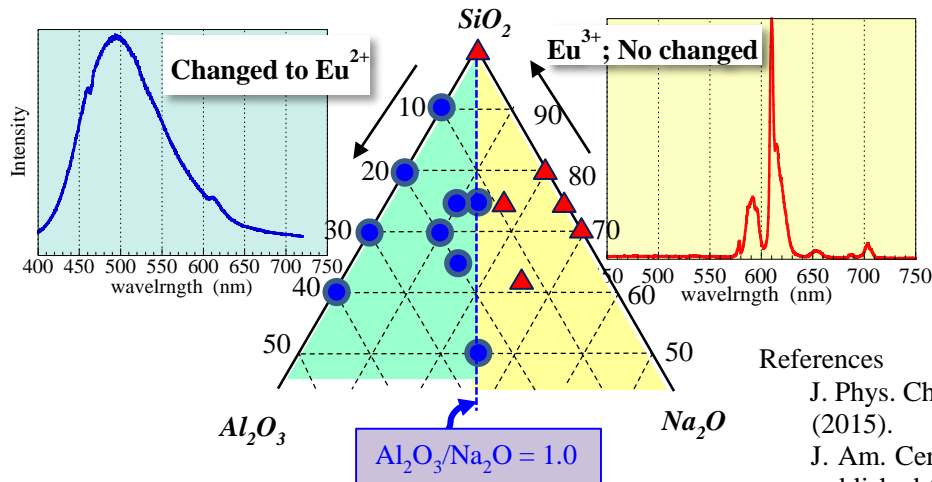 SiO2
Changed to Eu2+
Eu3+; No changed
Intensity
10
20
30
40
50
90
80
70
60
50
400 450 500 550 600 650 700 750
wavelrngth (nm)
450 500 550 600 650 700 750
wavelrngth (nm)
Al2O3
Na2O
Al2O3/Na2O = 1.0
References
J. Phys. Ch
(2015).
J. Am. Cer